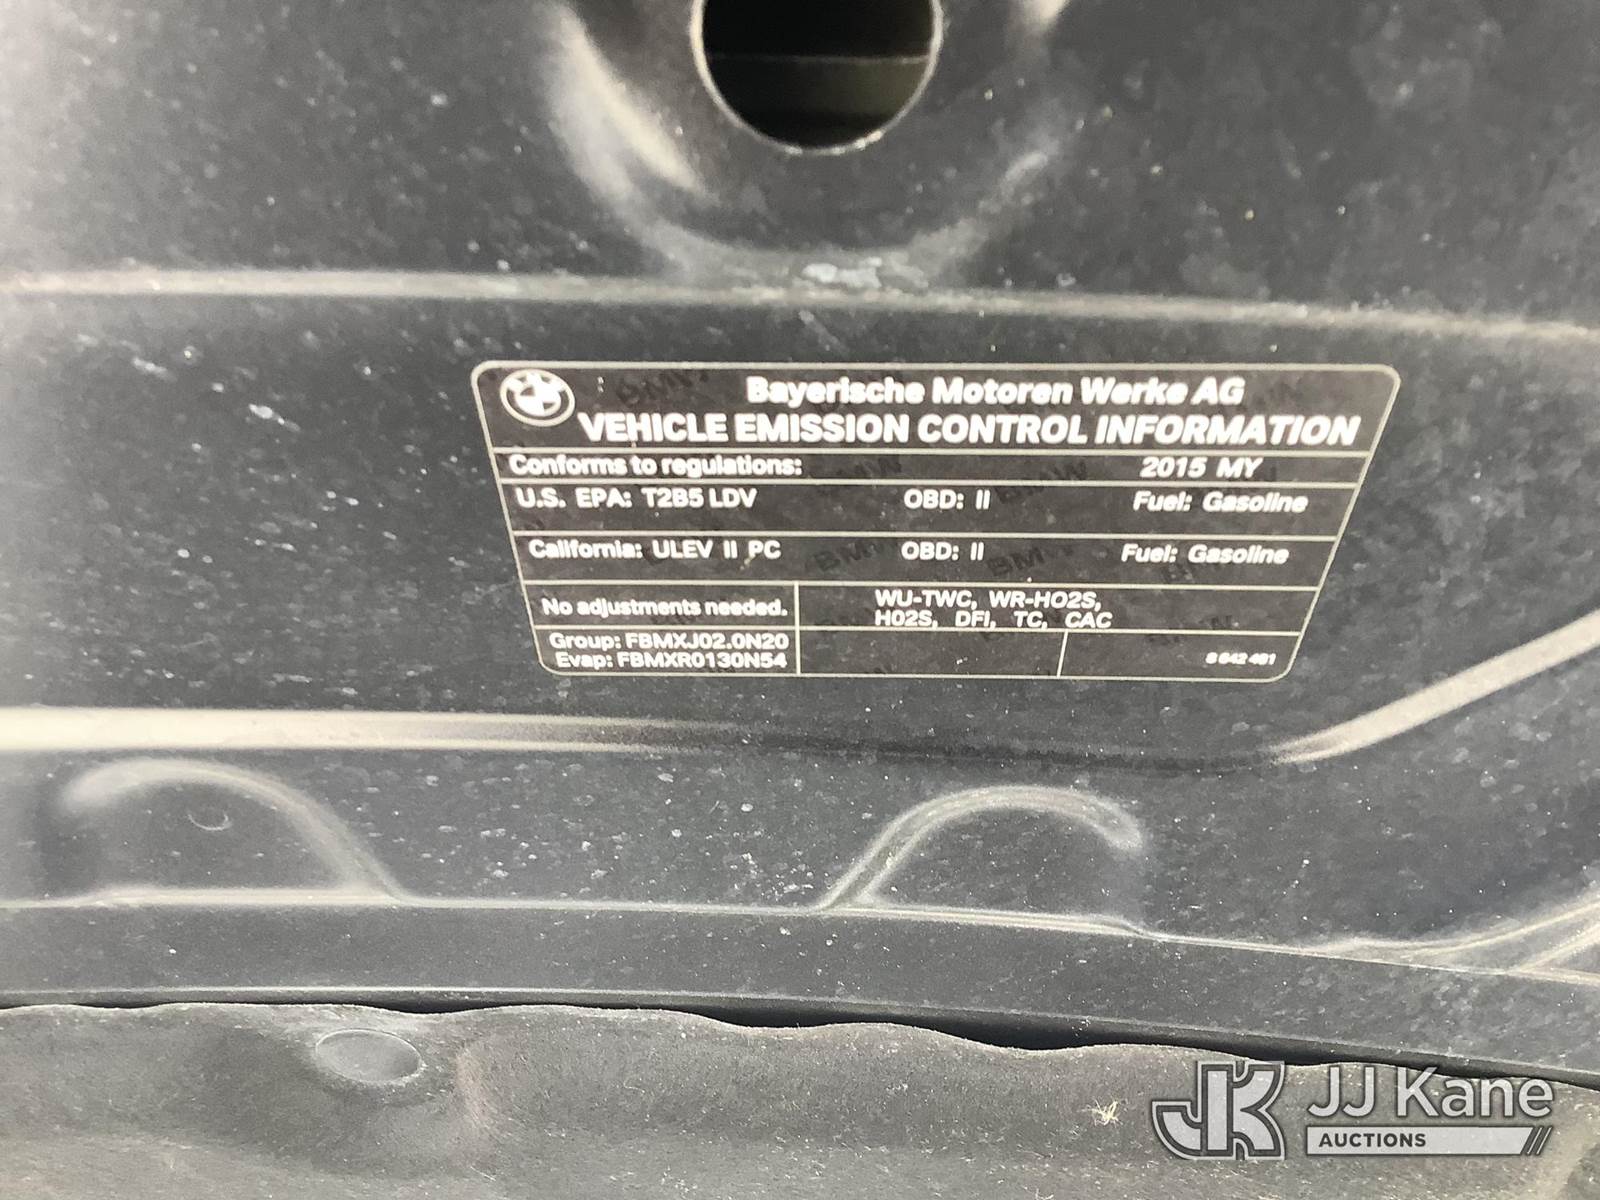 Bayerische Motoren Werke AG
VEHICLE EMISSION CONTROL INFORMATION
Conforms to regulations: 2015 MY
U.S. EPA: T2B5 LDV OBD: II Fuel: Gasoline
California: ULEV II PC OBD: II Fuel: Gasoline
No adjustments needed.
WU-TWC, WR-HO2S,
H02S, DFI, TC, CAC
Group: FBMXJ02.0N20
Evap: FBMXR0130N54
JK JJ Kane
AUCTIONS